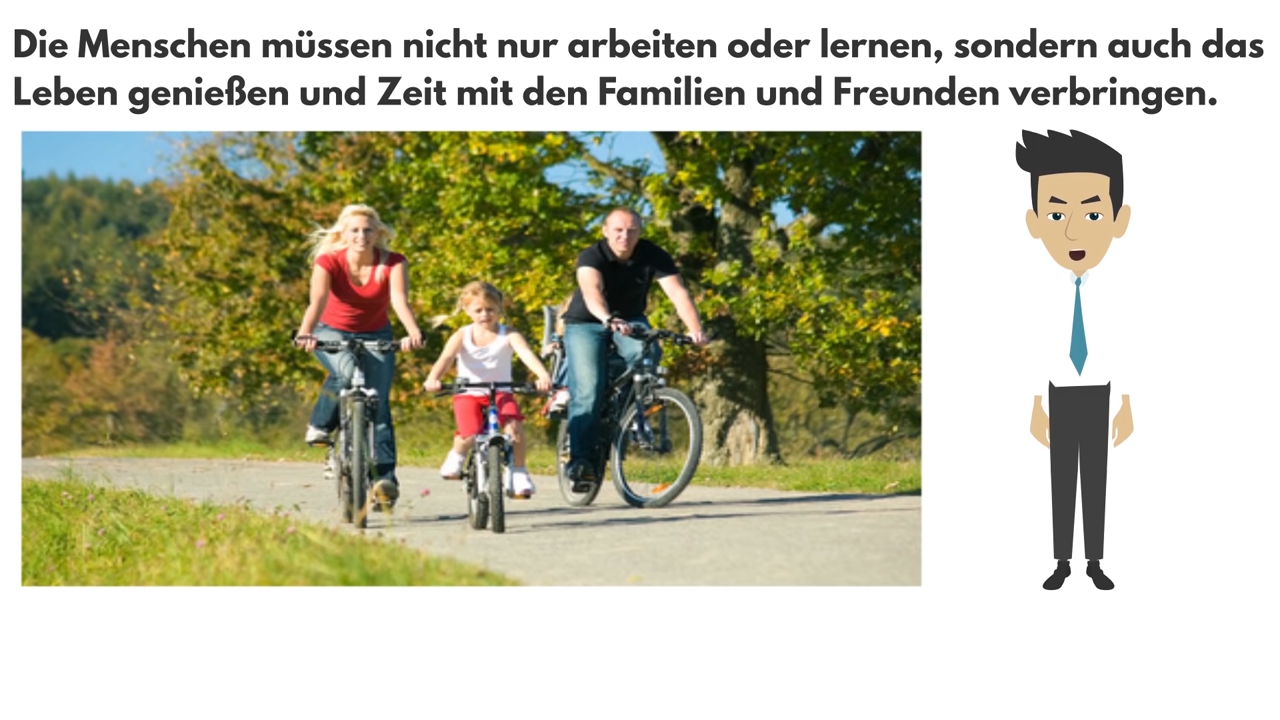 Die Menschen müssen nicht nur arbeiten oder lernen, sondern auch das
Leben genießen und Zeit mit den Familien und Freunden verbringen.